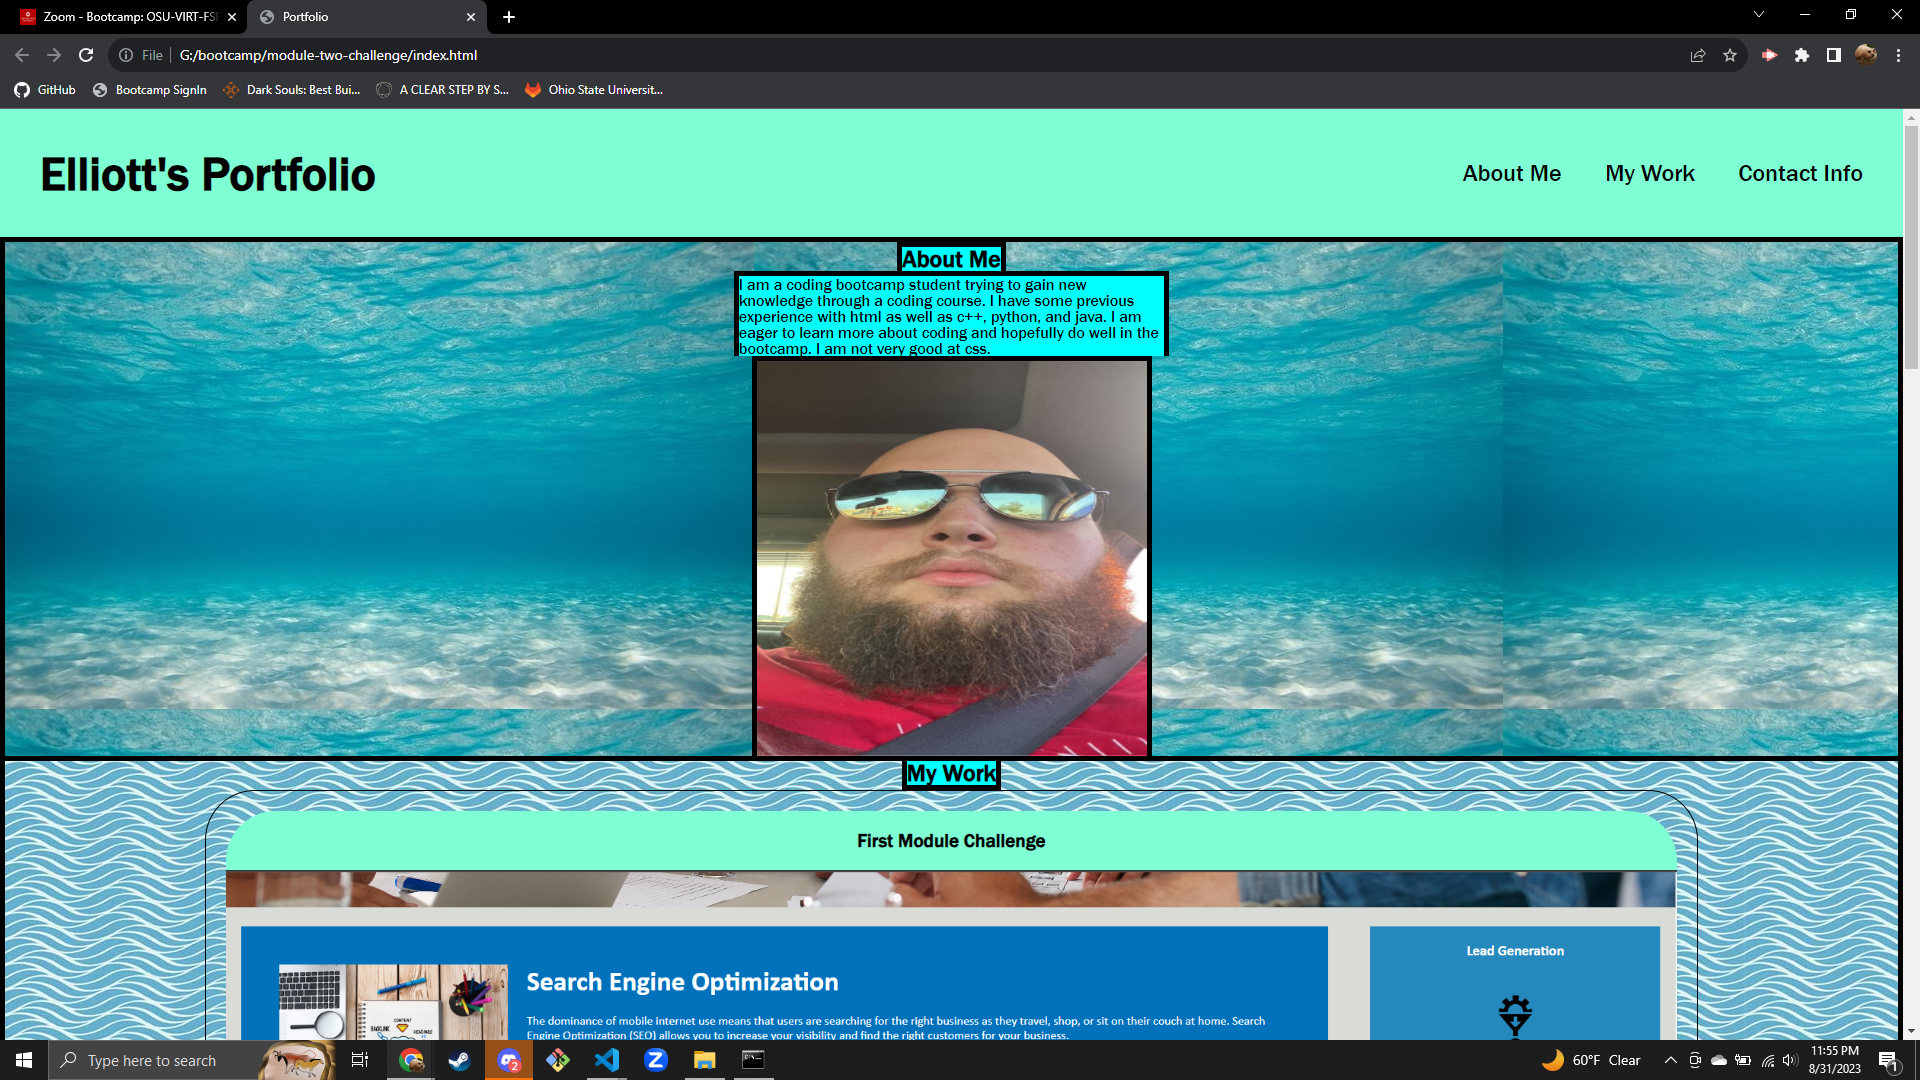 Zoom - Bootcamp: OSU-VIRT-FSF
Portfolio
File
G:/bootcamp/module-two-challenge/index.html
GitHub
Bootcamp SignIn
Dark Souls: Best Bui...
A CLEAR STEP BY S...
Ohio State Universit...
Elliott's Portfolio
About Me
My Work
Contact Info
About Me
I am a coding bootcamp student trying to gain new
knowledge through a coding course. I have some previous
experience with html as well as c++, python, and java. I am
eager to learn more about coding and hopefully do well in the
bootcamp. I am not very good at css.
My Work
First Module Challenge
Search Engine Optimization
The dominance of mobile internet use means that users are searching for the right business as they travel, shop, or sit on their couch at home. Search
Engine Optimization (SEO) allows you to increase your visibility and find the right customers for your business.
Lead Generation
CONTENT
BACKLINK
READINGS
Type here to search
2
60°F Clear
11:55 PM
8/31/2023
1